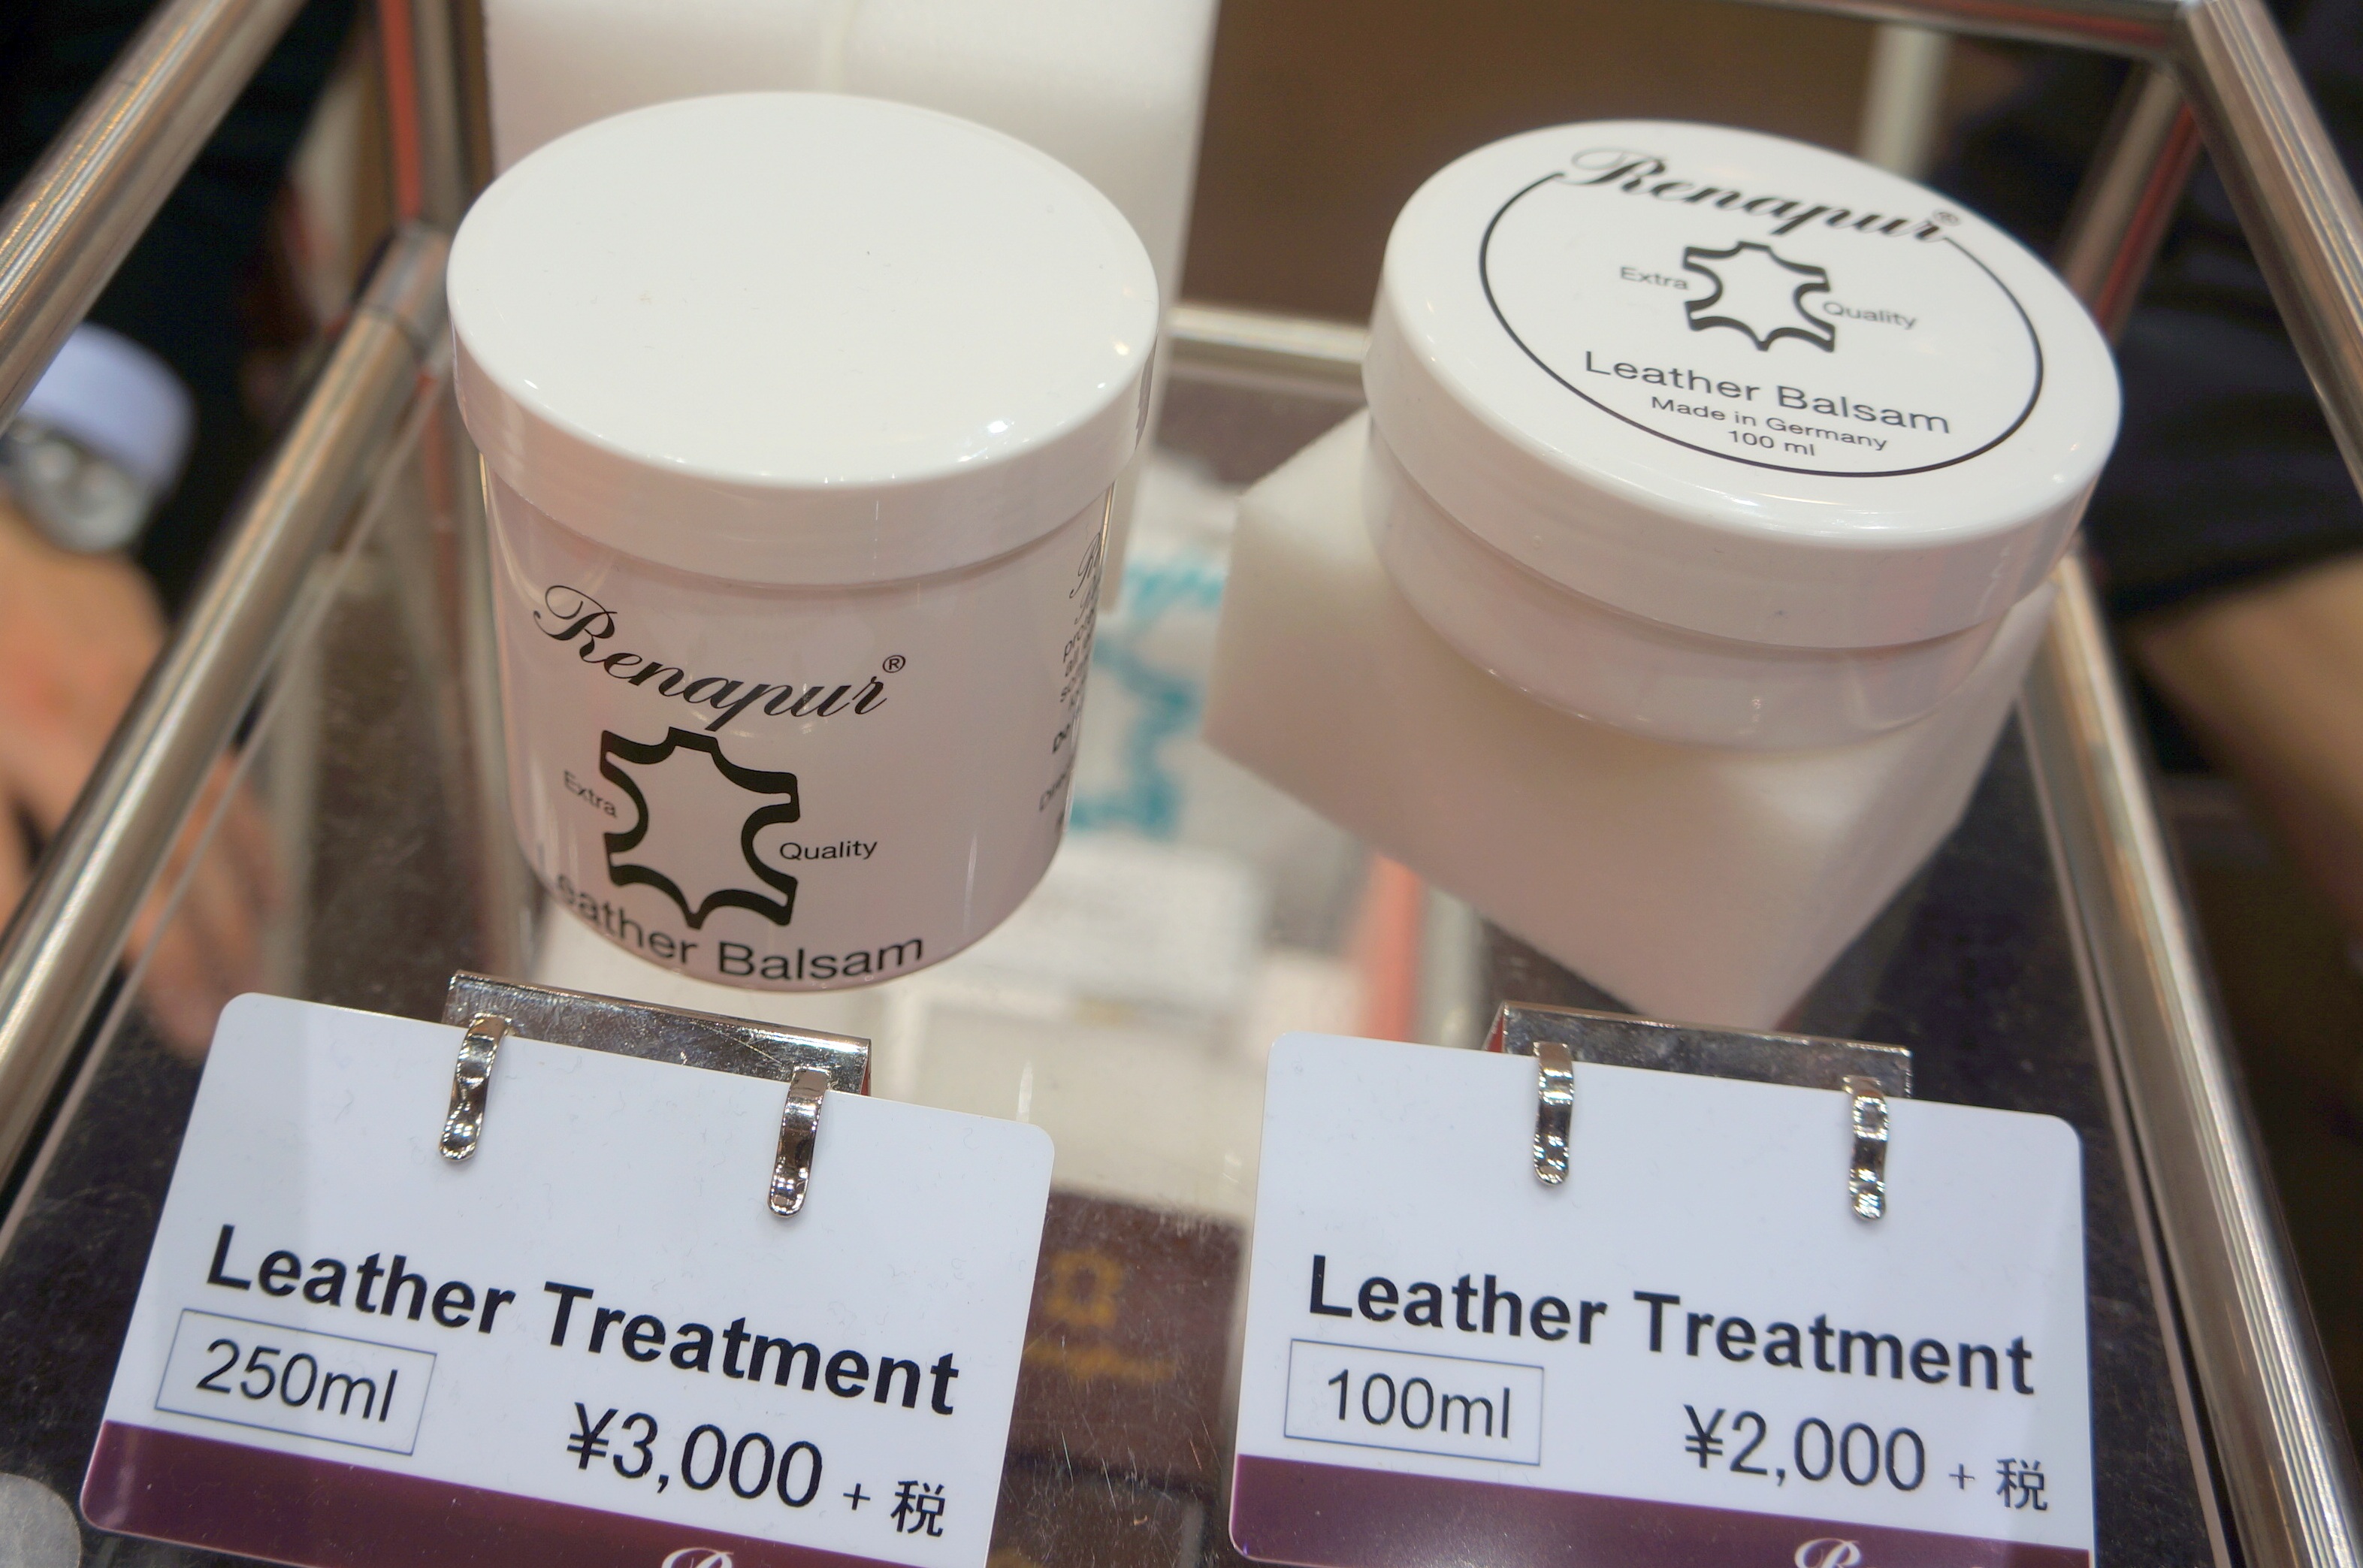 Renapur®
Extra Quality
Leather Balsam
Renapur®
Extra Quality
Leather Balsam
Made in Germany
100 ml
Leather Treatment
250ml
¥3,000 + 税
Leather Treatment
100ml
¥2,000 + 税